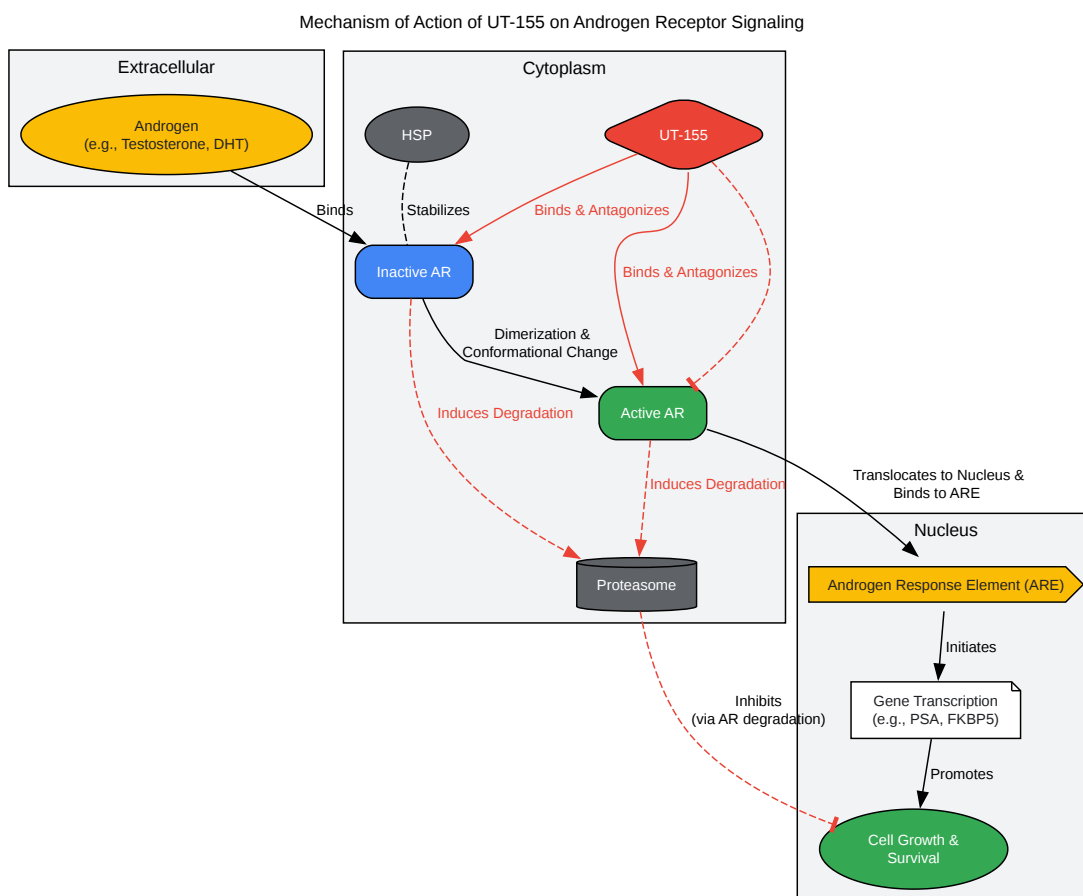 Mechanism of Action of UT-155 on Androgen Receptor Signaling
Extracellular
Cytoplasm
Androgen
(e.g., Testosterone, DHT)
HSP
UT-155
Binds
Stabilizes
Binds & Antagonizes
Inactive AR
Binds & Antagonizes
Dimerization &
Conformational Change
Induces Degradation
Active AR
Induces Degradation
Translocates to Nucleus &
Binds to ARE
Nucleus
Proteasome
Androgen Response Element (ARE)
Initiates
Inhibits
(via AR degradation)
Gene Transcription
(e.g., PSA, FKBP5)
Promotes
Cell Growth &
Survival